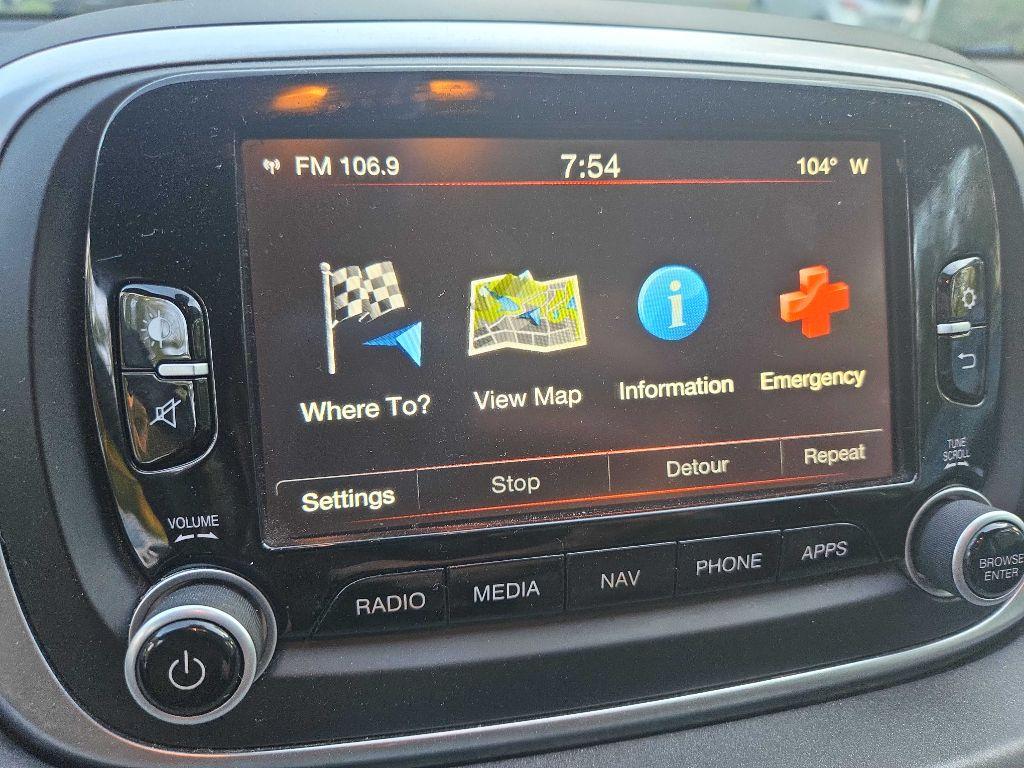 FM 106.9 7:54 104° W
Where To? View Map Information Emergency
Settings Stop Detour Repeat
VOLUME
TUNE
SCROLL
RADIO MEDIA NAV PHONE APPS
BROWSE
ENTER